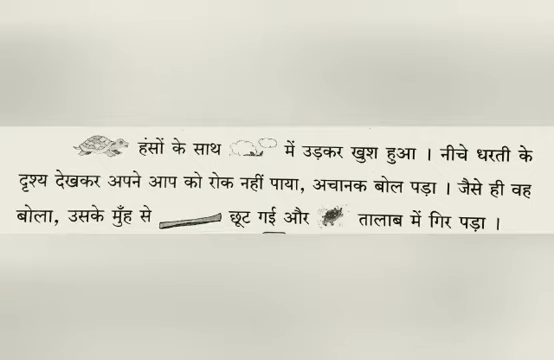 हंसों के साथ में उड़कर खुश हुआ । नीचे धरती के
दृश्य देखकर अपने आप को रोक नहीं पाया, अचानक बोल पड़ा । जैसे ही वह
बोला, उसके मुँह से छूट गई और तालाब में गिर पड़ा ।